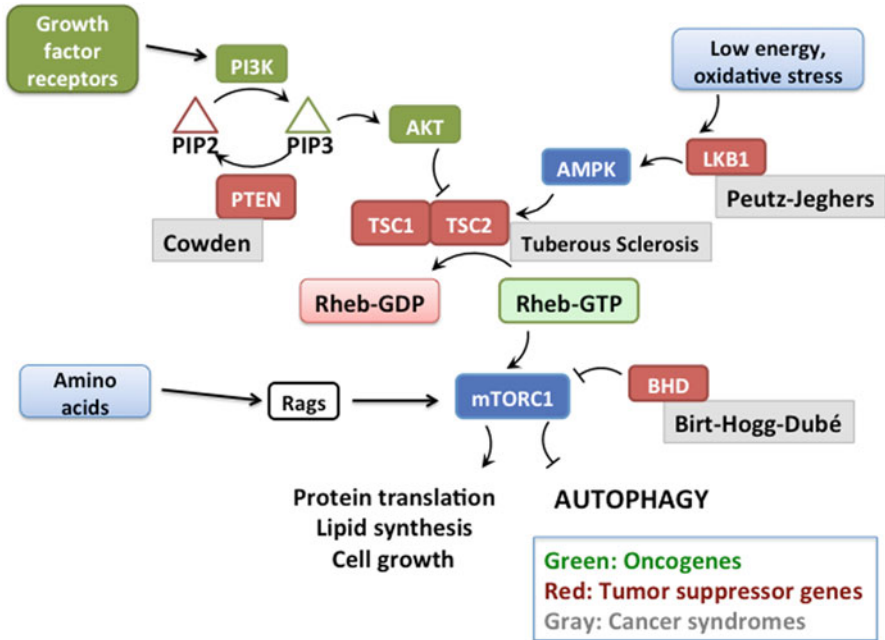 Growth
factor
receptors
PI3K
Low energy,
oxidative stress
PIP2
PIP3
AKT
AMPK
LKB1
PTEN
Peutz-Jeghers
Cowden
TSC1
TSC2
Tuberous Sclerosis
Rheb-GDP
Rheb-GTP
Amino
acids
Rags
mTORC1
BHD
Birt-Hogg-Dubé
Protein translation
Lipid synthesis
Cell growth
AUTOPHAGY
Green: Oncogenes
Red: Tumor suppressor genes
Gray: Cancer syndromes